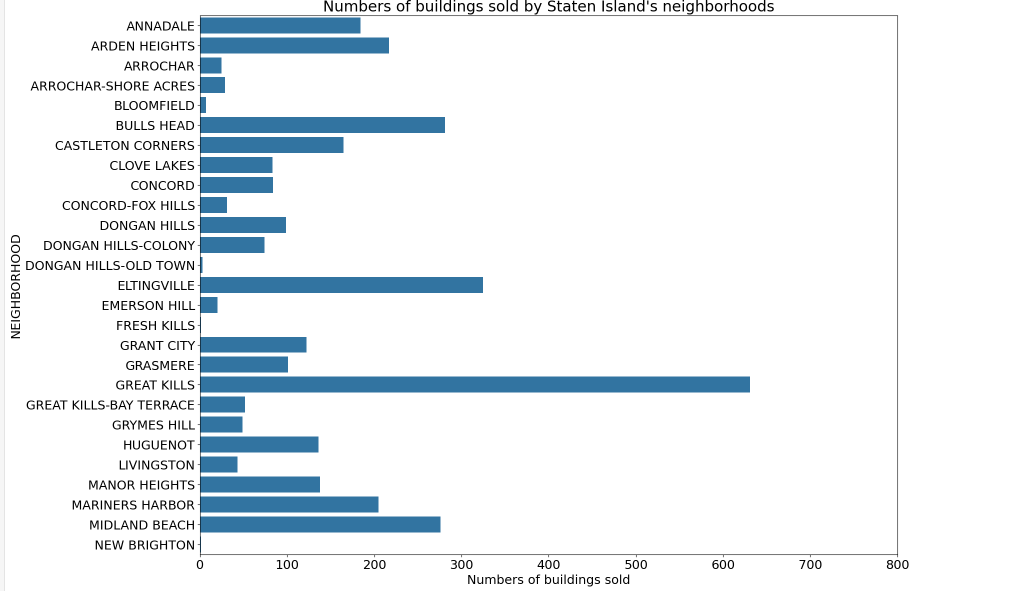 Numbers of buildings sold by Staten Island's neighborhoods
NEIGHBORHOOD
ANNADALE
ARDEN HEIGHTS
ARROCHAR
ARROCHAR-SHORE ACRES
BLOOMFIELD
BULLS HEAD
CASTLETON CORNERS
CLOVE LAKES
CONCORD
CONCORD-FOX HILLS
DONGAN HILLS
DONGAN HILLS-COLONY
DONGAN HILLS-OLD TOWN
ELTINGVILLE
EMERSON HILL
FRESH KILLS
GRANT CITY
GRASMERE
GREAT KILLS
GREAT KILLS-BAY TERRACE
GRYMES HILL
HUGUENOT
LIVINGSTON
MANOR HEIGHTS
MARINERS HARBOR
MIDLAND BEACH
NEW BRIGHTON
0 100 200 300 400 500 600 700 800
Numbers of buildings sold